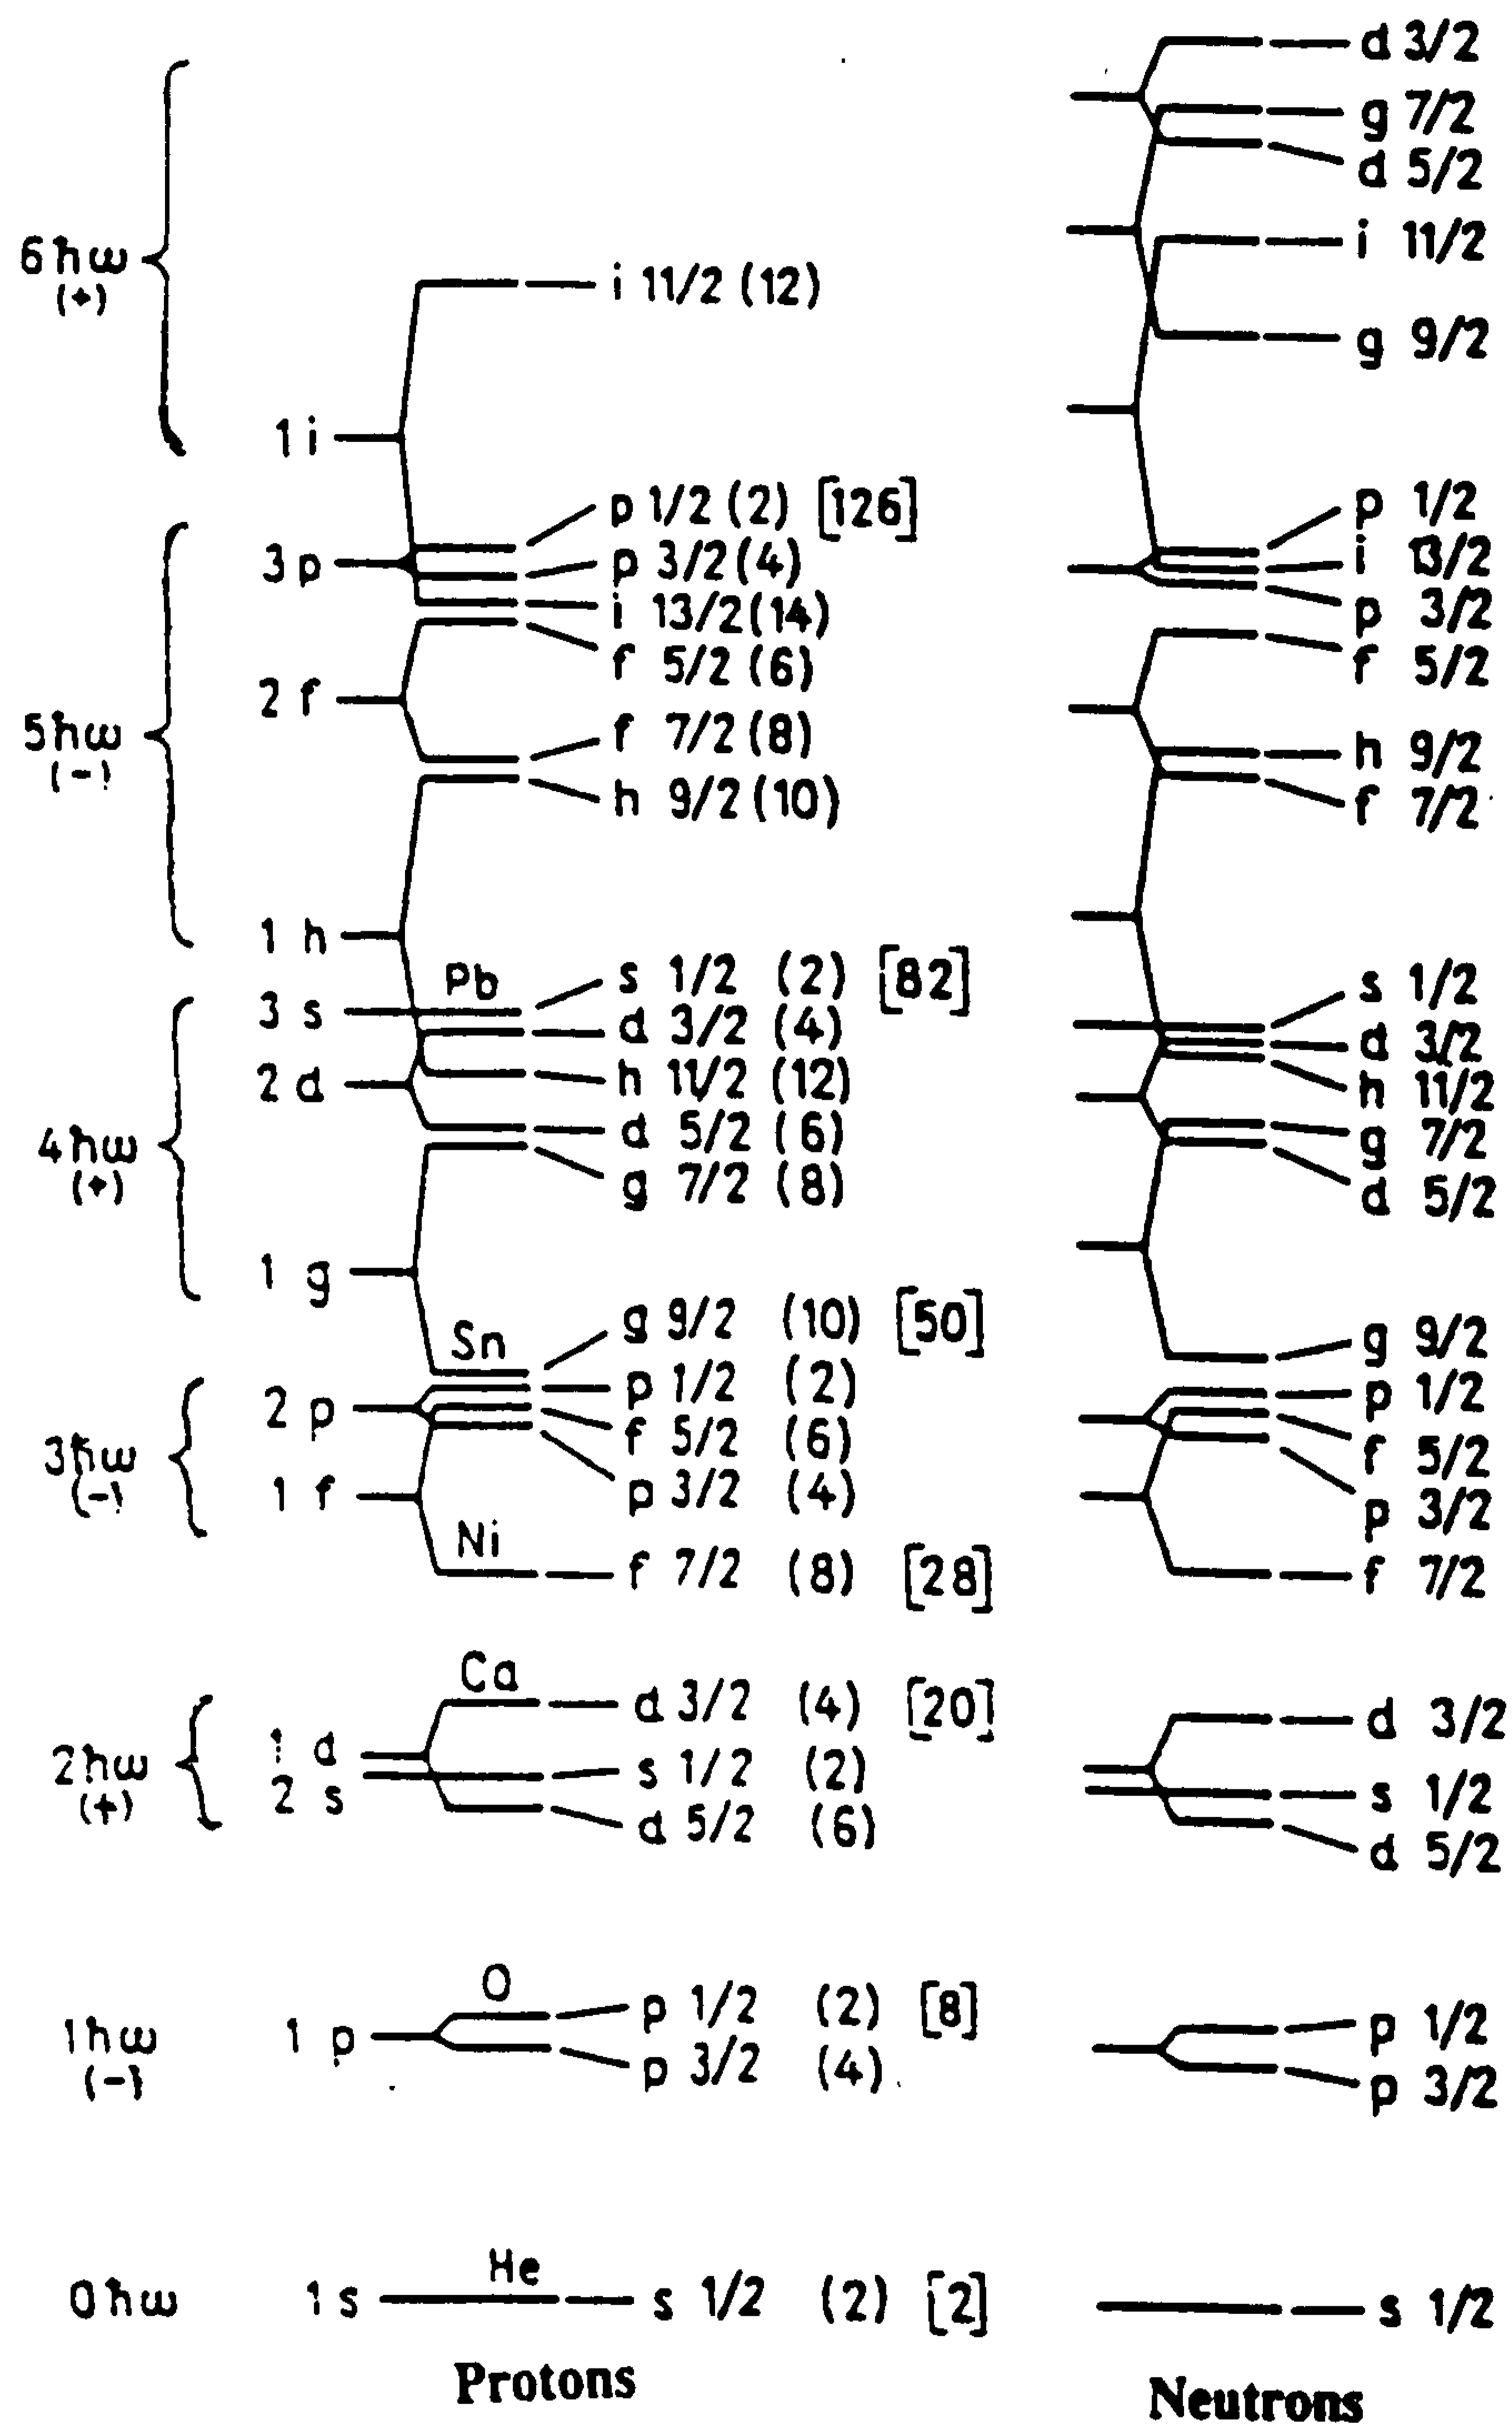 d 3/2
g 7/2
d 5/2
6ħω
(+)
i 11/2 (12)
i 11/2
g 9/2
1 i
p 1/2 (2) [126]
p 1/2
3 p
p 3/2 (4)
i 13/2
i 13/2 (14)
p 3/2
f 5/2 (6)
f 5/2
2 f
5ħω
(-)
f 7/2 (8)
h 9/2
h 9/2 (10)
f 7/2
1 h
Pb
s 1/2 (2) [82]
s 1/2
3 s
d 3/2 (4)
d 3/2
2 d
h 11/2 (12)
h 11/2
4ħω
(+)
d 5/2 (6)
g 7/2
g 7/2 (8)
d 5/2
1 g
Sn
g 9/2 (10) [50]
g 9/2
2 p
p 1/2 (2)
p 1/2
3ħω
(-)
f 5/2 (6)
f 5/2
1 f
p 3/2 (4)
p 3/2
Ni
f 7/2 (8) [28]
f 7/2
Ca
d 3/2 (4) [20]
d 3/2
2ħω
(+)
1 d
2 s
s 1/2 (2)
s 1/2
d 5/2 (6)
d 5/2
O
1ħω
(-)
1 p
p 1/2 (2) [8]
p 1/2
p 3/2 (4)
p 3/2
He
0ħω
1 s
s 1/2 (2) [2]
s 1/2
Protons
Neutrons